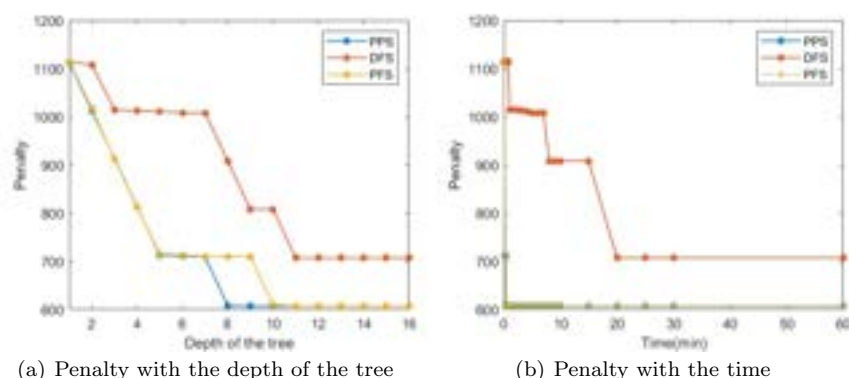 1200
1100
1000
900
800
700
600
Penalty
2
4
6
8
10
12
14
16
Depth of the tree
PPS
DFS
PFS
(a) Penalty with the depth of the tree
1200
1100
1000
900
800
700
600
Penalty
0
10
20
30
40
50
60
Time(min)
PPS
DFS
PFS
(b) Penalty with the time